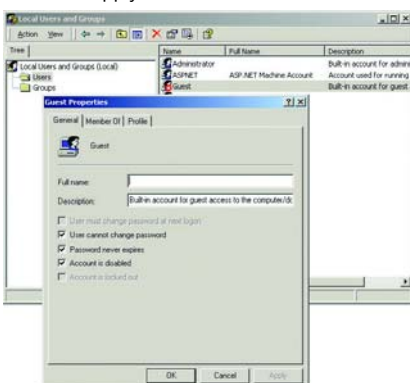 Local Users and Groups
Action View
Tree
Name Full Name Description
Local Users and Groups (Local)
Users
Groups
Administrator Built-in account for admini
ASPNET ASP.NET Machine Account Account used for running
Guest Built-in account for guest
Guest Properties
General Member Of Profile
Guest
Full name:
Description: Built-in account for guest access to the computer/do
User must change password at next logon
User cannot change password
Password never expires
Account is disabled
Account is locked out
OK Cancel Apply